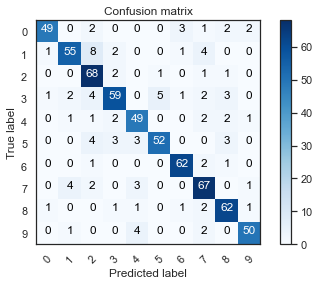 Confusion matrix
0 49 0 2 0 0 0 3 1 2 2
1 1 55 8 2 0 0 1 4 0 0
2 0 0 68 2 0 1 0 1 1 0
3 1 2 4 59 0 5 1 2 3 0
4 0 1 1 2 49 0 0 2 2 1
5 0 0 4 3 3 52 0 0 3 0
6 0 0 1 0 0 0 62 2 1 0
7 0 4 2 0 3 0 0 67 0 1
8 1 0 0 1 1 0 1 2 62 1
9 0 1 0 0 4 0 0 1 0 50
True label
0 1 2 3 4 5 6 7 8 9
Predicted label
60
50
40
30
20
10
0